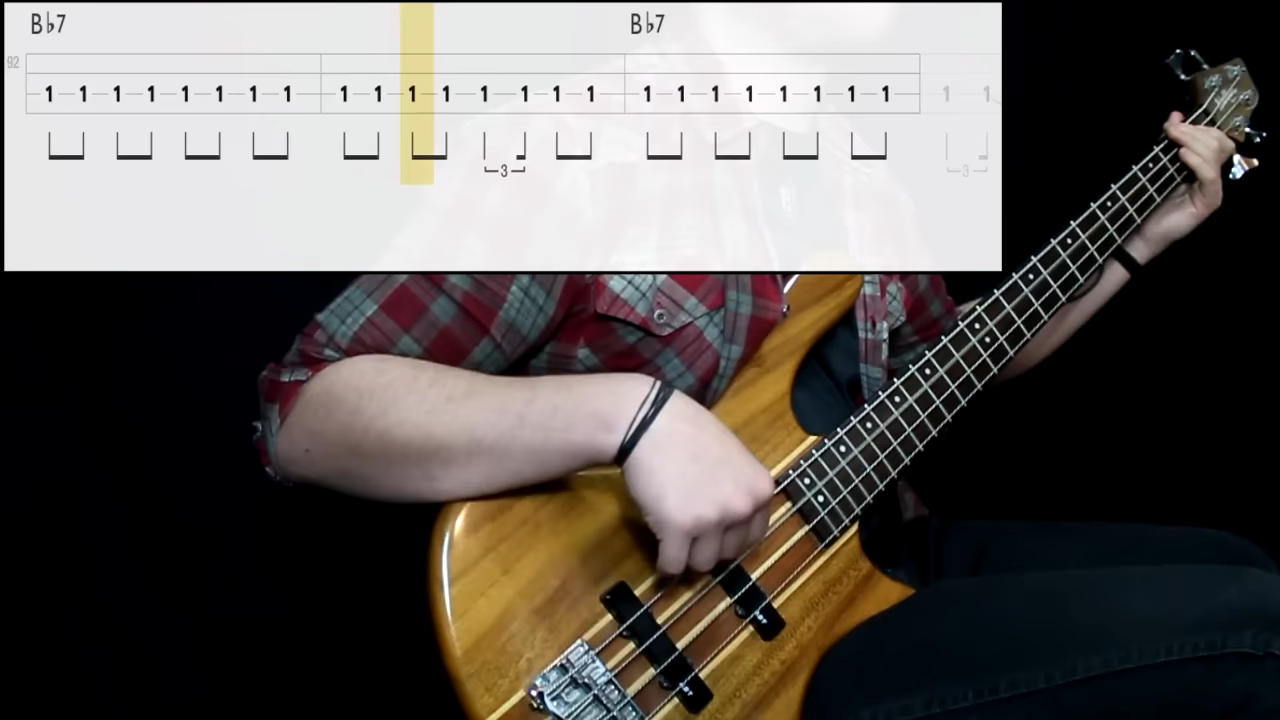 B♭7 B♭7
92
1 1 1 1 1 1 1 1 1 1 1 1 1 1 1 1 1 1 1 1 1 1 1 1 1 1
3 3